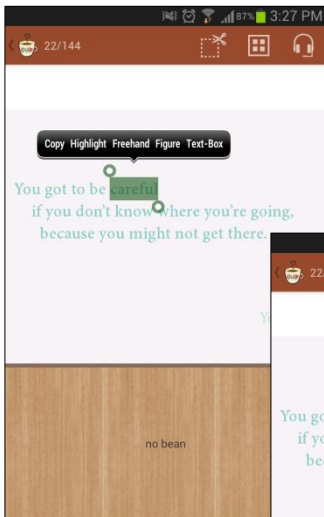 87% 3:27 PM
22/144
Copy Highlight Freehand Figure Text-Box
You got to be careful
if you don't know where you're going,
because you might not get there.
Yo
22/
You go
if yo
bec
no bean